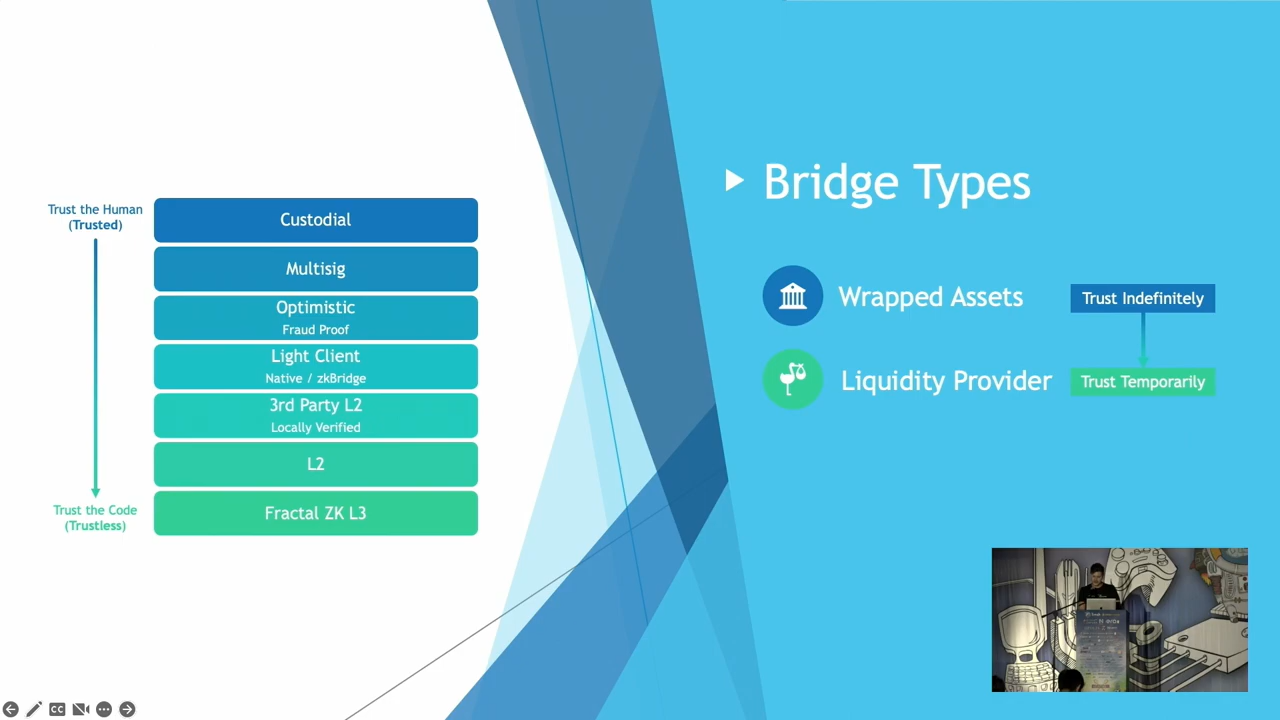 Trust the Human
(Trusted)
Custodial
Multisig
Optimistic
Fraud Proof
Light Client
Native / zkBridge
3rd Party L2
Locally Verified
L2
Fractal ZK L3
Trust the Code
(Trustless)
Bridge Types
Wrapped Assets
Trust Indefinitely
Liquidity Provider
Trust Temporarily
CC